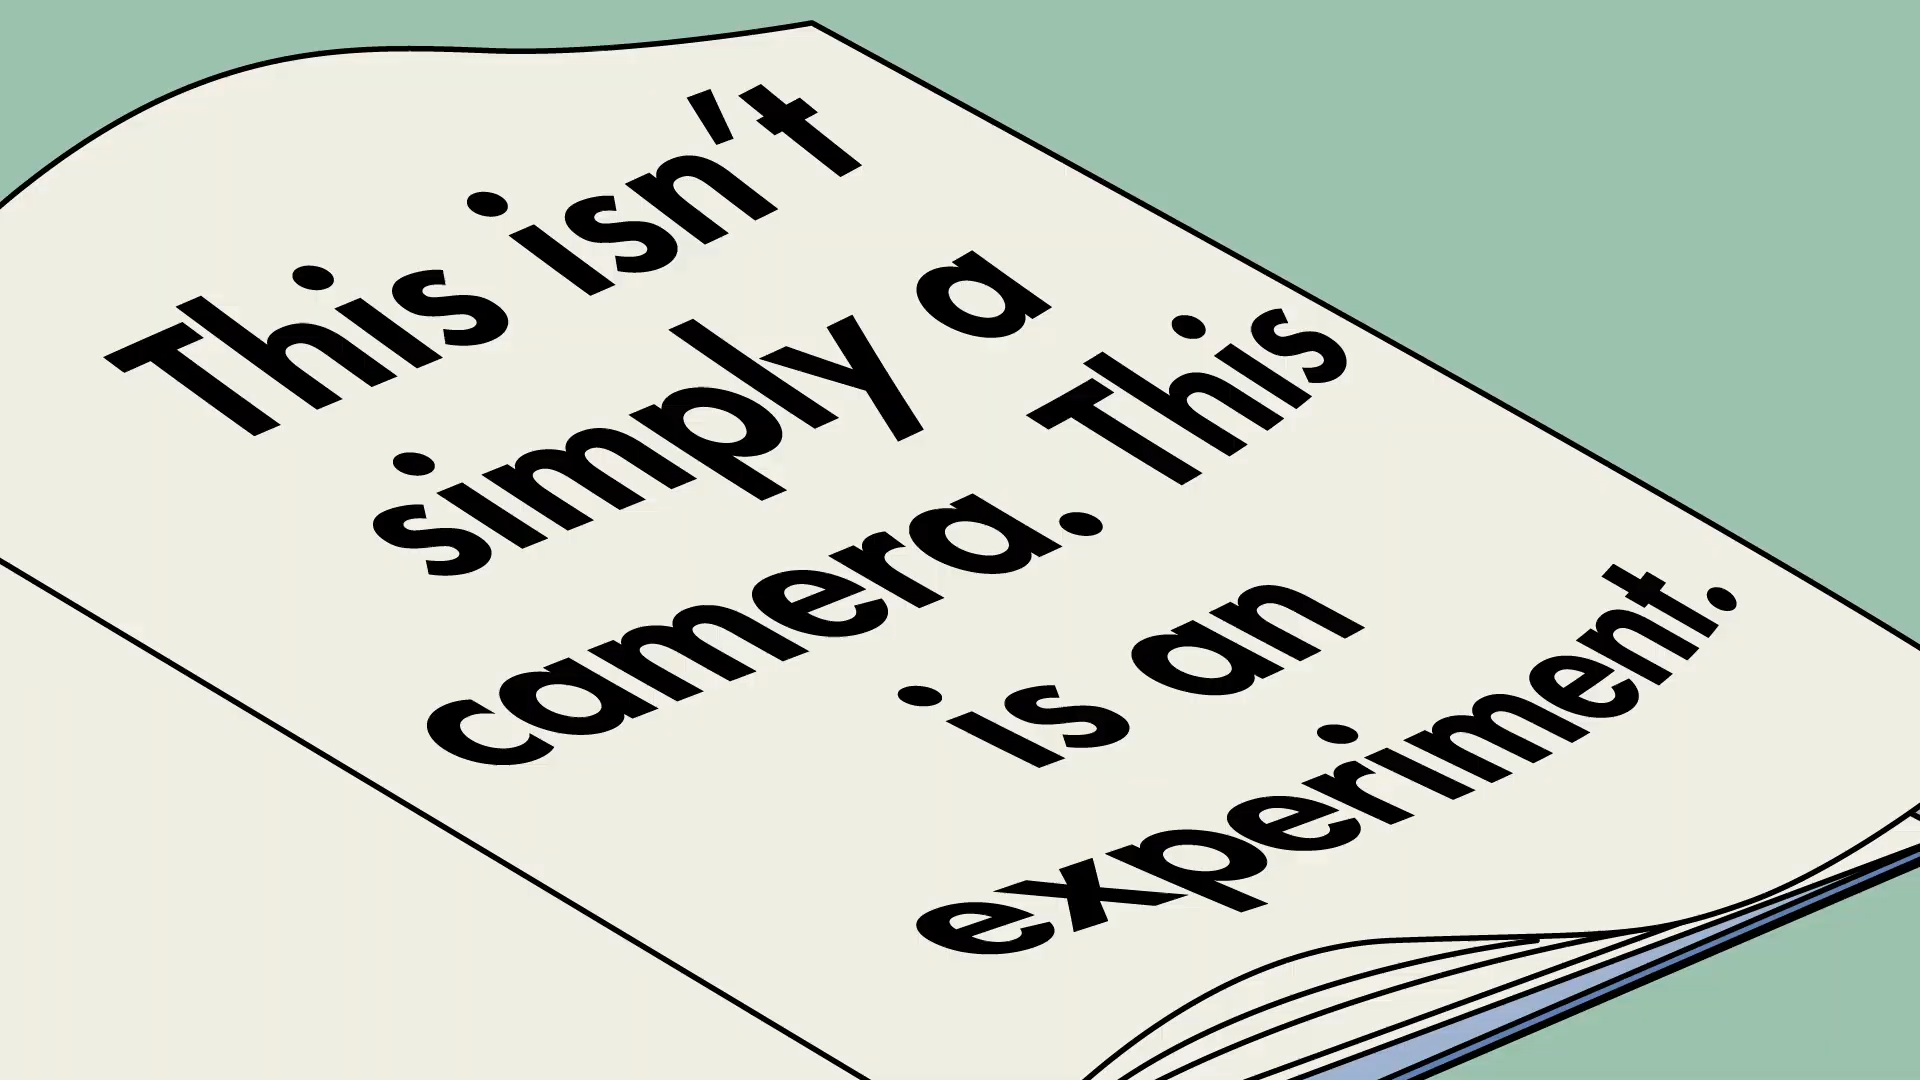 This isn't
simply a
camera. This
is an
experiment.